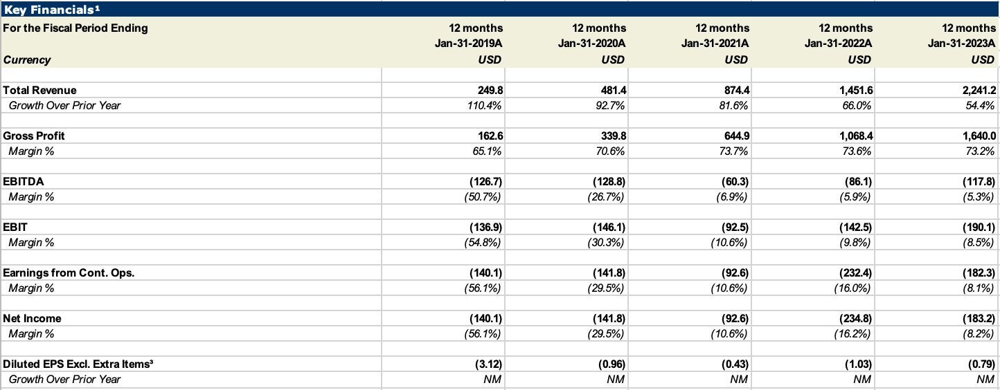 Key Financials¹
For the Fiscal Period Ending 12 months 12 months 12 months 12 months 12 months
Jan-31-2019A Jan-31-2020A Jan-31-2021A Jan-31-2022A Jan-31-2023A
Currency USD USD USD USD USD
Total Revenue 249.8 481.4 874.4 1,451.6 2,241.2
Growth Over Prior Year 110.4% 92.7% 81.6% 66.0% 54.4%
Gross Profit 162.6 339.8 644.9 1,068.4 1,640.0
Margin % 65.1% 70.6% 73.7% 73.6% 73.2%
EBITDA (126.7) (128.8) (60.3) (86.1) (117.8)
Margin % (50.7%) (26.7%) (6.9%) (5.9%) (5.3%)
EBIT (136.9) (146.1) (92.5) (142.5) (190.1)
Margin % (54.8%) (30.3%) (10.6%) (9.8%) (8.5%)
Earnings from Cont. Ops. (140.1) (141.8) (92.6) (232.4) (182.3)
Margin % (56.1%) (29.5%) (10.6%) (16.0%) (8.1%)
Net Income (140.1) (141.8) (92.6) (234.8) (183.2)
Margin % (56.1%) (29.5%) (10.6%) (16.2%) (8.2%)
Diluted EPS Excl. Extra Items³ (3.12) (0.96) (0.43) (1.03) (0.79)
Growth Over Prior Year NM NM NM NM NM